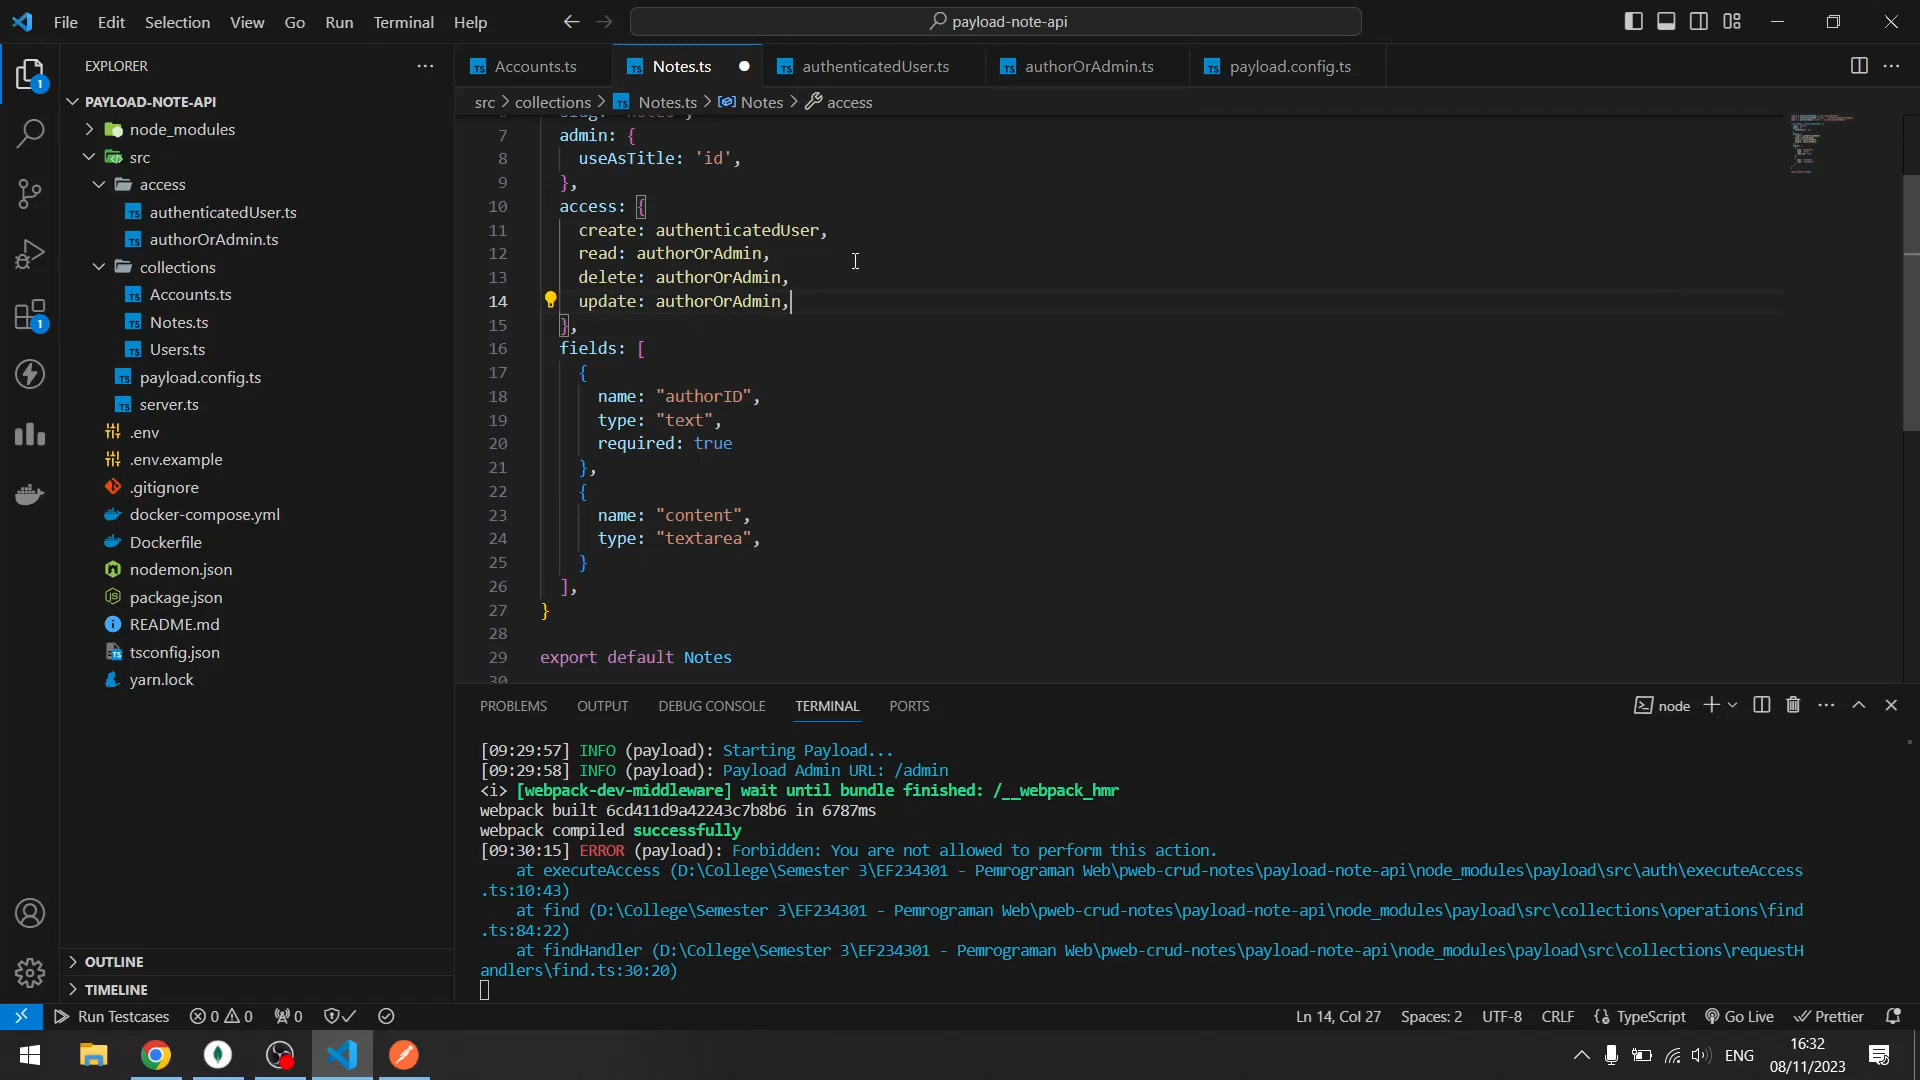 File Edit Selection View Go Run Terminal Help
payload-note-api
EXPLORER
PAYLOAD-NOTE-API
node_modules
src
access
authenticatedUser.ts
authorOrAdmin.ts
collections
Accounts.ts
Notes.ts
Users.ts
payload.config.ts
server.ts
.env
.env.example
.gitignore
docker-compose.yml
Dockerfile
nodemon.json
package.json
README.md
tsconfig.json
yarn.lock
OUTLINE
TIMELINE
1
1
TS Accounts.ts TS Notes.ts TS authenticatedUser.ts TS authorOrAdmin.ts TS payload.config.ts
src > collections > TS Notes.ts > Notes > access
7 admin: {
8 useAsTitle: 'id',
9 },
10 access: {
11 create: authenticatedUser,
12 read: authorOrAdmin,
13 delete: authorOrAdmin,
14 update: authorOrAdmin,
15 },
16 fields: [
17 {
18 name: "authorID",
19 type: "text",
20 required: true
21 },
22 {
23 name: "content",
24 type: "textarea",
25 }
26 ],
27 }
28
29 export default Notes
30
PROBLEMS OUTPUT DEBUG CONSOLE TERMINAL PORTS
node
[09:29:57] INFO (payload): Starting Payload...
[09:29:58] INFO (payload): Payload Admin URL: /admin
<i> [webpack-dev-middleware] wait until bundle finished: /__webpack_hmr
webpack built 6cd411d9a42243c7b8b6 in 6787ms
webpack compiled successfully
[09:30:15] ERROR (payload): Forbidden: You are not allowed to perform this action.
at executeAccess (D:\College\Semester 3\EF234301 - Pemrograman Web\pweb-crud-notes\payload-note-api\node_modules\payload\src\auth\executeAccess
.ts:10:43)
at find (D:\College\Semester 3\EF234301 - Pemrograman Web\pweb-crud-notes\payload-note-api\node_modules\payload\src\collections\operations\find
.ts:84:22)
at findHandler (D:\College\Semester 3\EF234301 - Pemrograman Web\pweb-crud-notes\payload-note-api\node_modules\payload\src\collections\requestH
andlers\find.ts:30:20)
Run Testcases 0 0 0 Ln 14, Col 27 Spaces: 2 UTF-8 CRLF TypeScript Go Live Prettier
ENG
16:32
08/11/2023